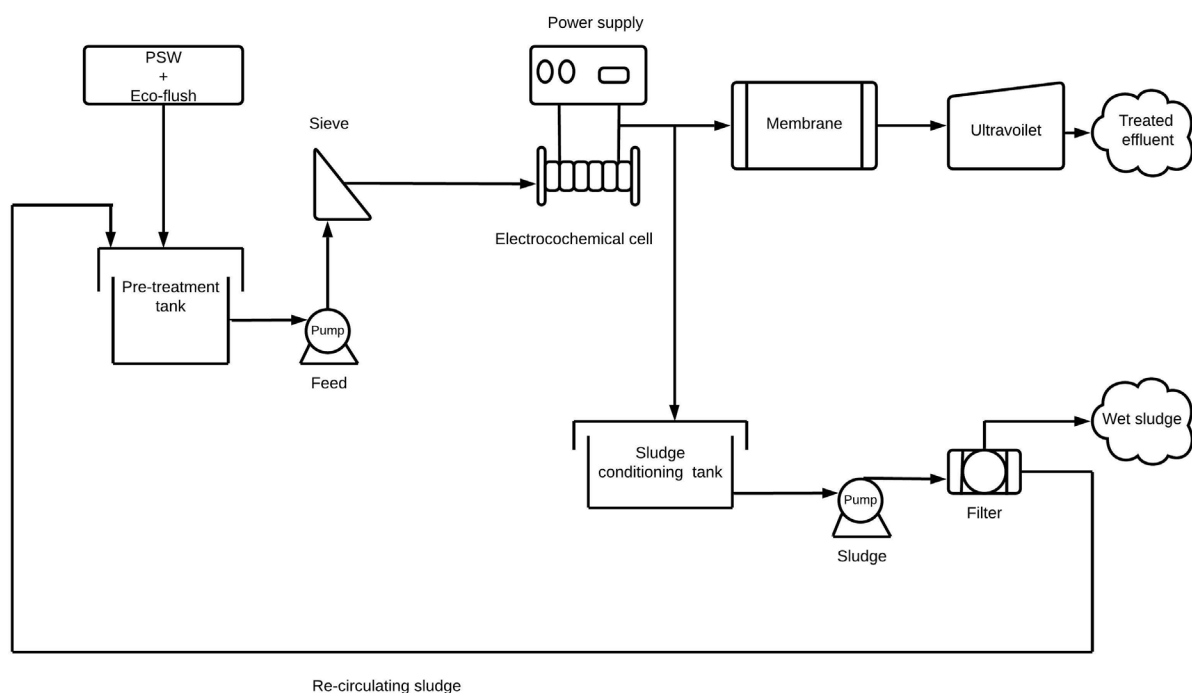 Power supply
PSW
+
Eco-flush
Sieve
Membrane
Ultravoilet
Treated
effluent
Electrocochemical cell
Pre-treatment
tank
Pump
Feed
Sludge
conditioning tank
Wet sludge
Pump
Filter
Sludge
Re-circulating sludge